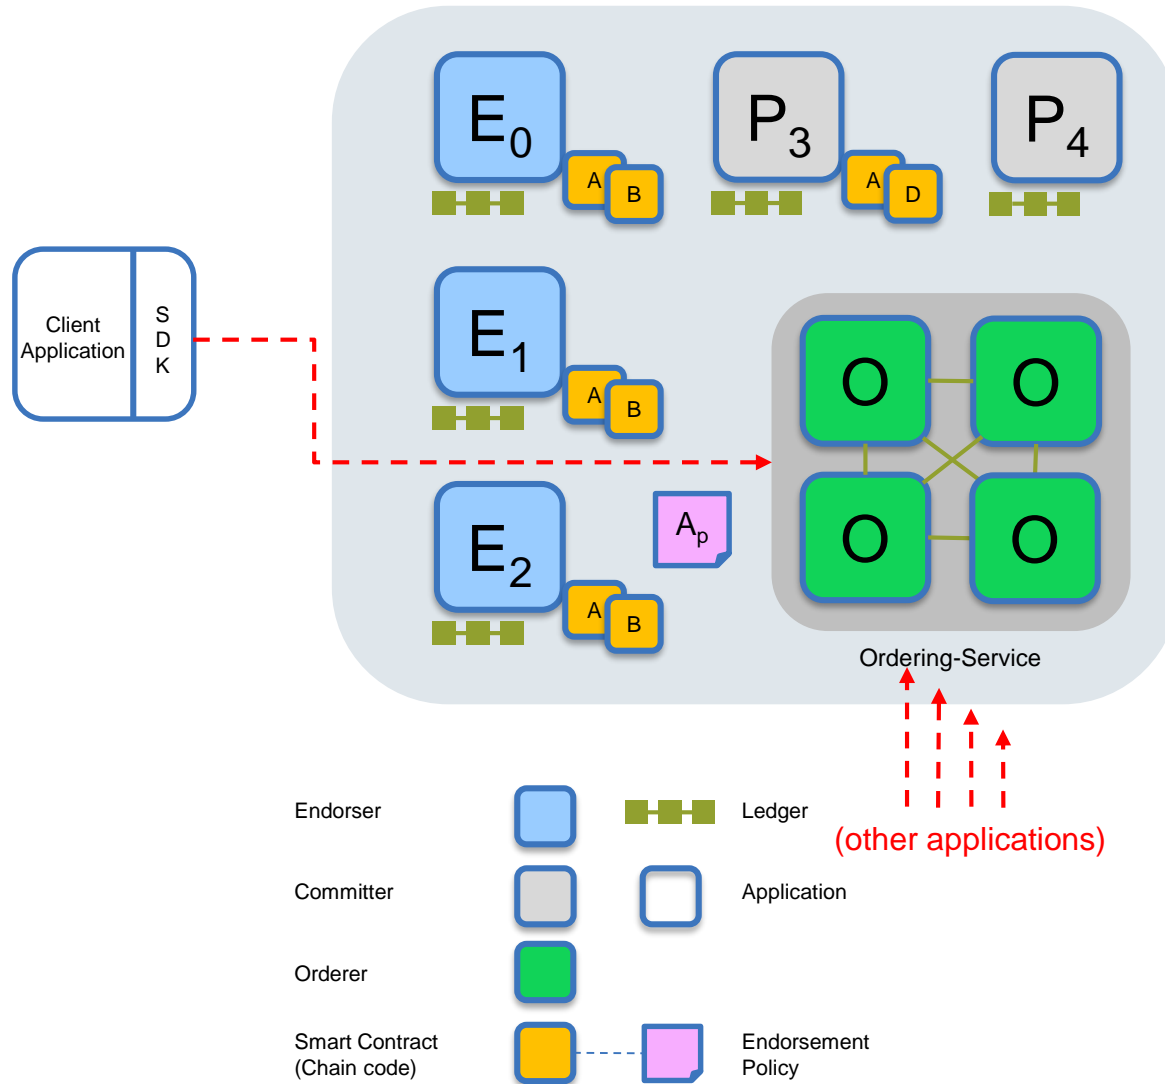 E0
A
B
P3
A
D
P4
Client
Application
S
D
K
E1
A
B
O
O
O
O
E2
A
B
Ap
Ordering-Service
(other applications)
Endorser
Ledger
Committer
Application
Orderer
Smart Contract
(Chain code)
Endorsement
Policy